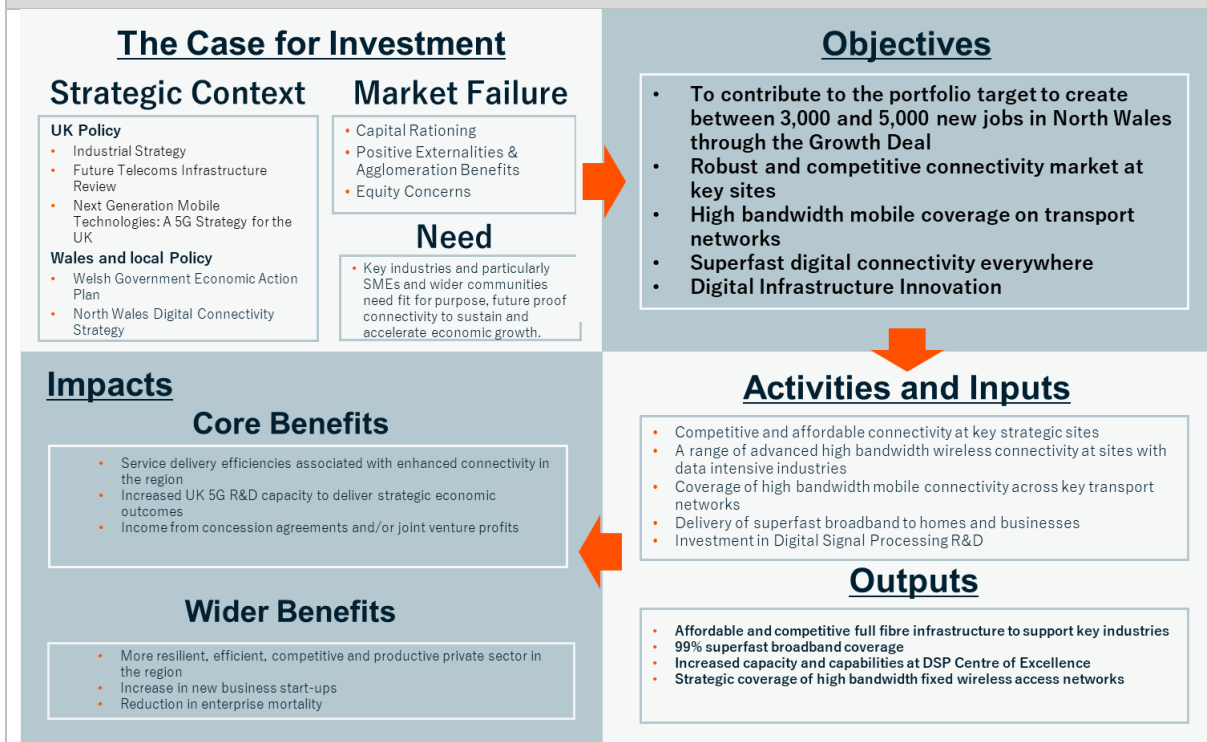 The Case for Investment
Strategic Context
UK Policy
• Industrial Strategy
• Future Telecoms Infrastructure
Review
• Next Generation Mobile
Technologies: A 5G Strategy for the
UK
Wales and local Policy
• Welsh Government Economic Action
Plan
• North Wales Digital Connectivity
Strategy
Market Failure
• Capital Rationing
• Positive Externalities &
Agglomeration Benefits
• Equity Concerns
Need
• Key industries and particularly
SMEs and wider communities
need fit for purpose, future proof
connectivity to sustain and
accelerate economic growth.
Objectives
• To contribute to the portfolio target to create
between 3,000 and 5,000 new jobs in North Wales
through the Growth Deal
• Robust and competitive connectivity market at
key sites
• High bandwidth mobile coverage on transport
networks
• Superfast digital connectivity everywhere
• Digital Infrastructure Innovation
Activities and Inputs
• Competitive and affordable connectivity at key strategic sites
• A range of advanced high bandwidth wireless connectivity at sites with
data intensive industries
• Coverage of high bandwidth mobile connectivity across key transport
networks
• Delivery of superfast broadband to homes and businesses
• Investment in Digital Signal Processing R&D
Outputs
• Affordable and competitive full fibre infrastructure to support key industries
• 99% superfast broadband coverage
• Increased capacity and capabilities at DSP Centre of Excellence
• Strategic coverage of high bandwidth fixed wireless access networks
Impacts
Core Benefits
• Service delivery efficiencies associated with enhanced connectivity in
the region
• Increased UK 5G R&D capacity to deliver strategic economic
outcomes
• Income from concession agreements and/or joint venture profits
Wider Benefits
• More resilient, efficient, competitive and productive private sector in
the region
• Increase in new business start-ups
• Reduction in enterprise mortality